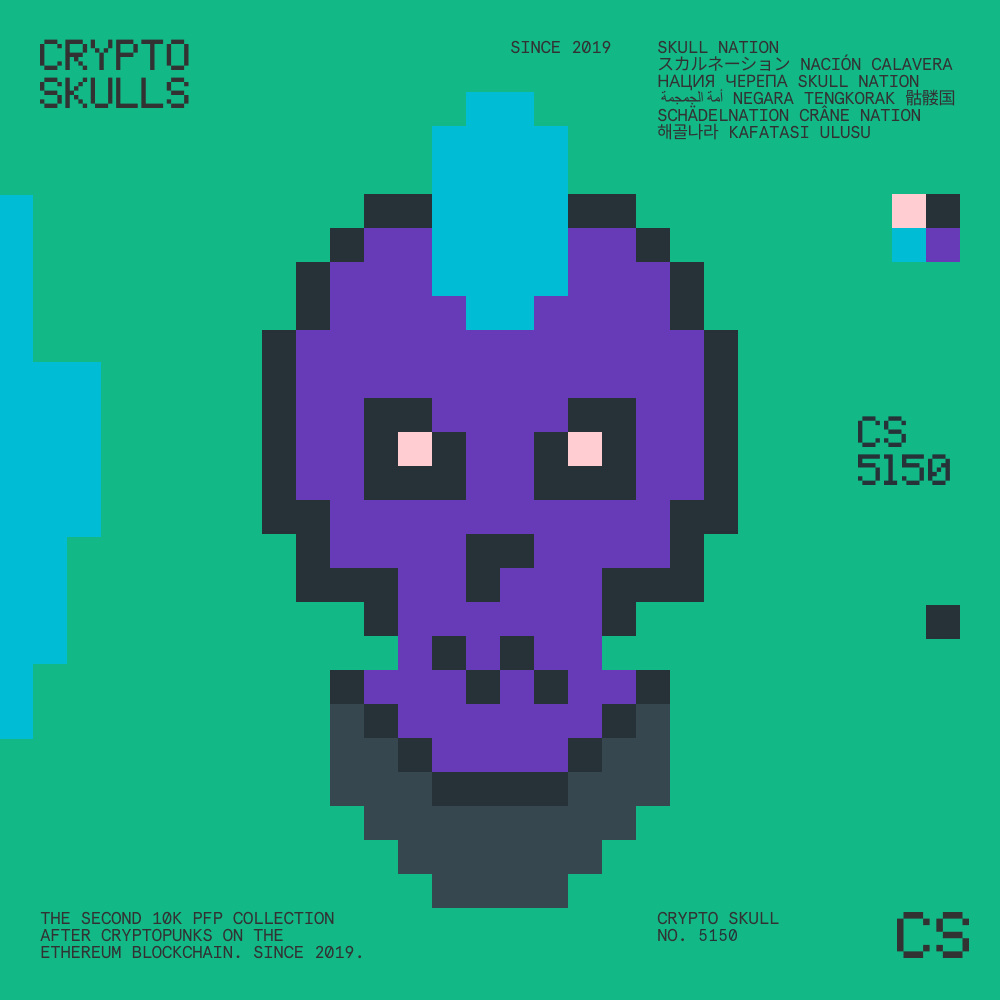 CRYPTO
SKULLS
SINCE 2019
SKULL NATION
スカルネーション NACIÓN CALAVERA
НАЦИЯ ЧЕРЕПА SKULL NATION
أمة الجمجمة NEGARA TENGKORAK 骷髅国
SCHÄDELNATION CRÂNE NATION
해골나라 KAFATASI ULUSU
CS
5150
THE SECOND 10K PFP COLLECTION
AFTER CRYPTOPUNKS ON THE
ETHEREUM BLOCKCHAIN. SINCE 2019.
CRYPTO SKULL
NO. 5150
CS